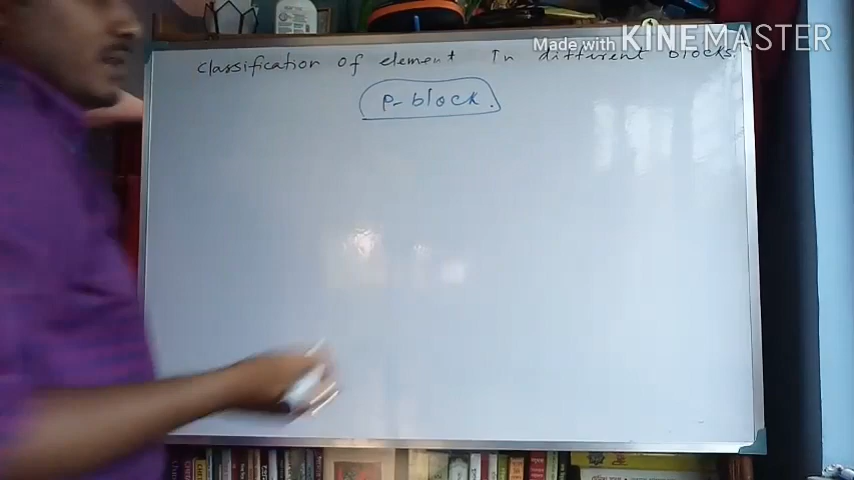 Made with KINEMASTER
classification of element In different blocks.
P-block.